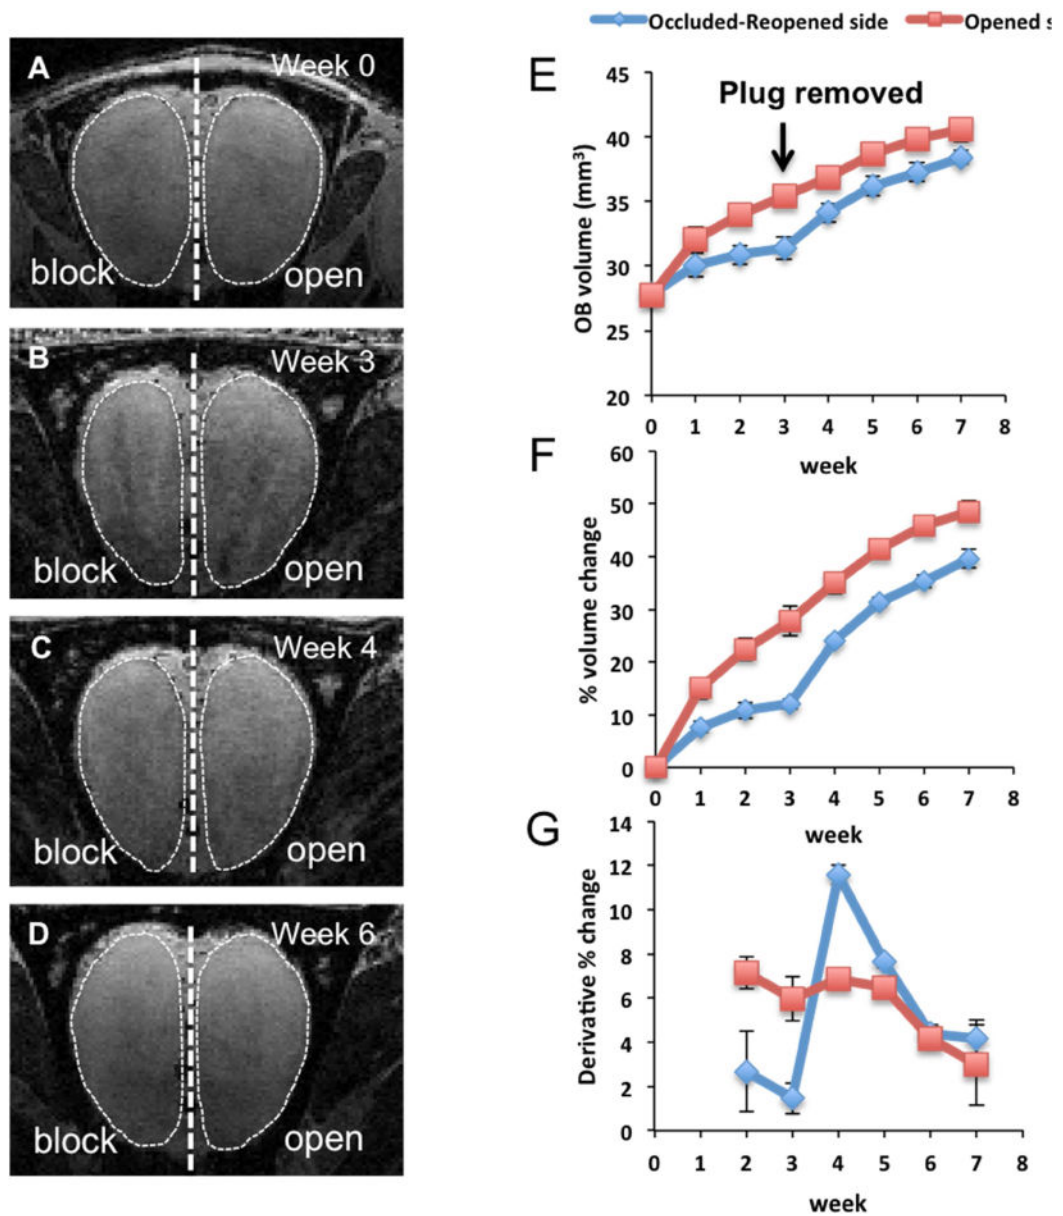 A Week 0
block open
B Week 3
block open
C Week 4
block open
D Week 6
block open
Occluded-Reopened side Opened s
E
Plug removed
OB volume (mm³)
45
40
35
30
25
20
0 1 2 3 4 5 6 7 8
week
F
% volume change
60
50
40
30
20
10
0
0 1 2 3 4 5 6 7 8
week
G
Derivative % change
14
12
10
8
6
4
2
0
0 1 2 3 4 5 6 7 8
week